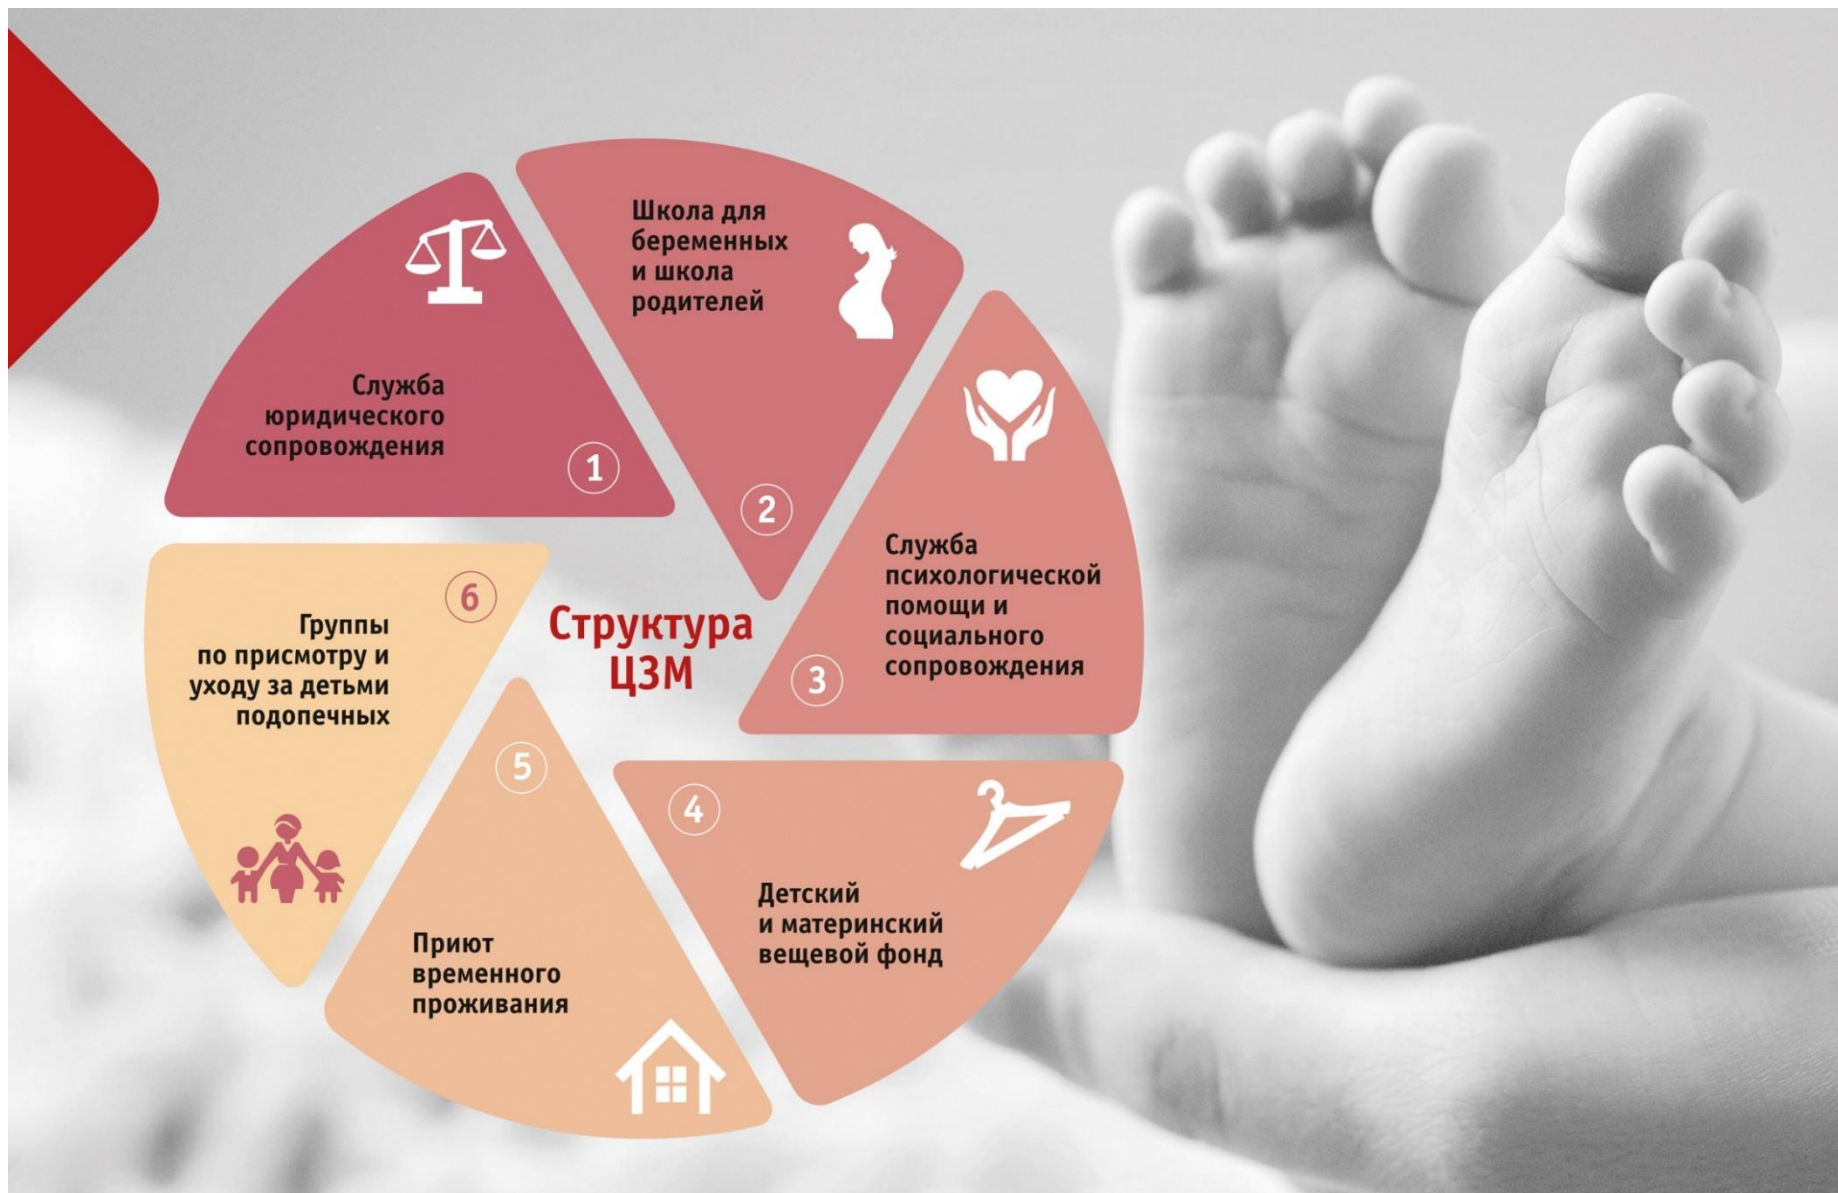 Служба
юридического
сопровождения
1
Школа для
беременных
и школа
родителей
2
Служба
психологической
помощи и
социального
сопровождения
3
Детский
и материнский
вещевой фонд
4
Приют
временного
проживания
5
Группы
по присмотру и
уходу за детьми
подопечных
6
Структура
ЦЗМ